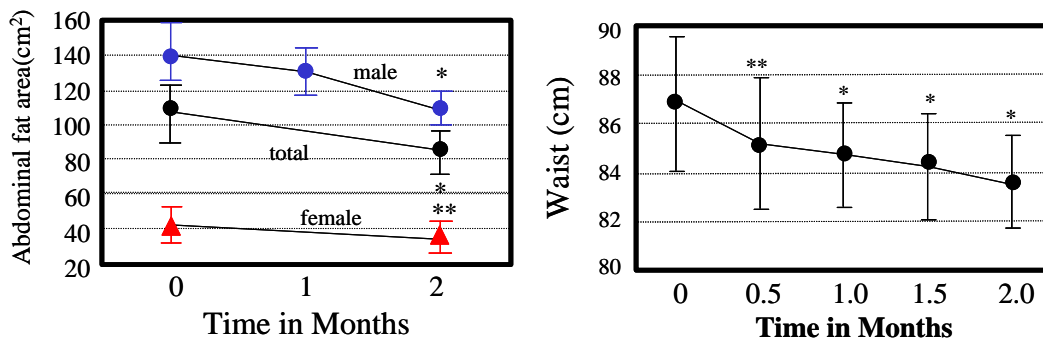 Abdominal fat area(cm²)
160
140
120
100
80
60
40
20
male
*
total
*
**
female
0 1 2
Time in Months
Waist (cm)
90
88
86
84
82
80
**
*
*
*
0 0.5 1.0 1.5 2.0
Time in Months